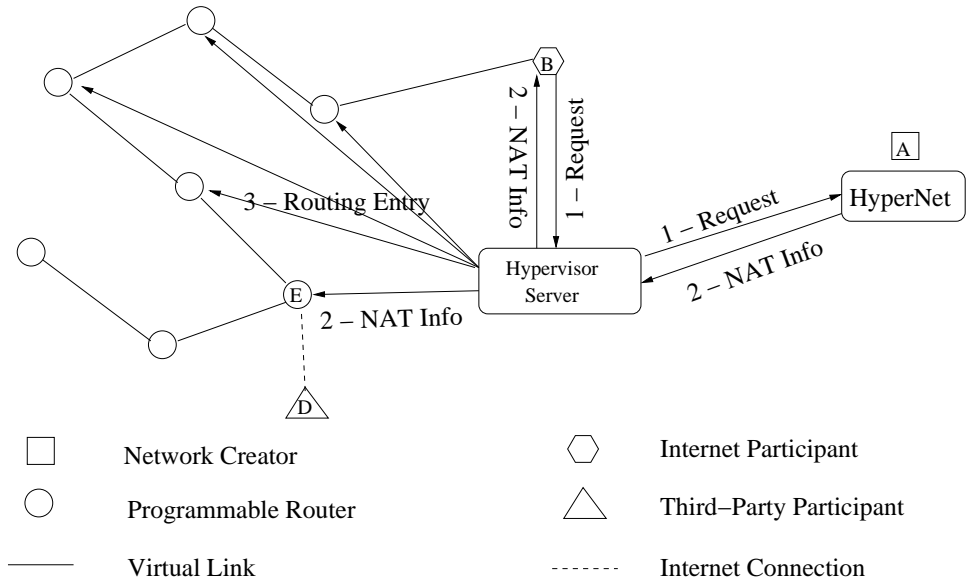 B
2 – NAT Info
1 – Request
A
HyperNet
3 – Routing Entry
1 – Request
2 – NAT Info
Hypervisor
Server
E
2 – NAT Info
D
Network Creator
Internet Participant
Programmable Router
Third–Party Participant
Virtual Link
Internet Connection